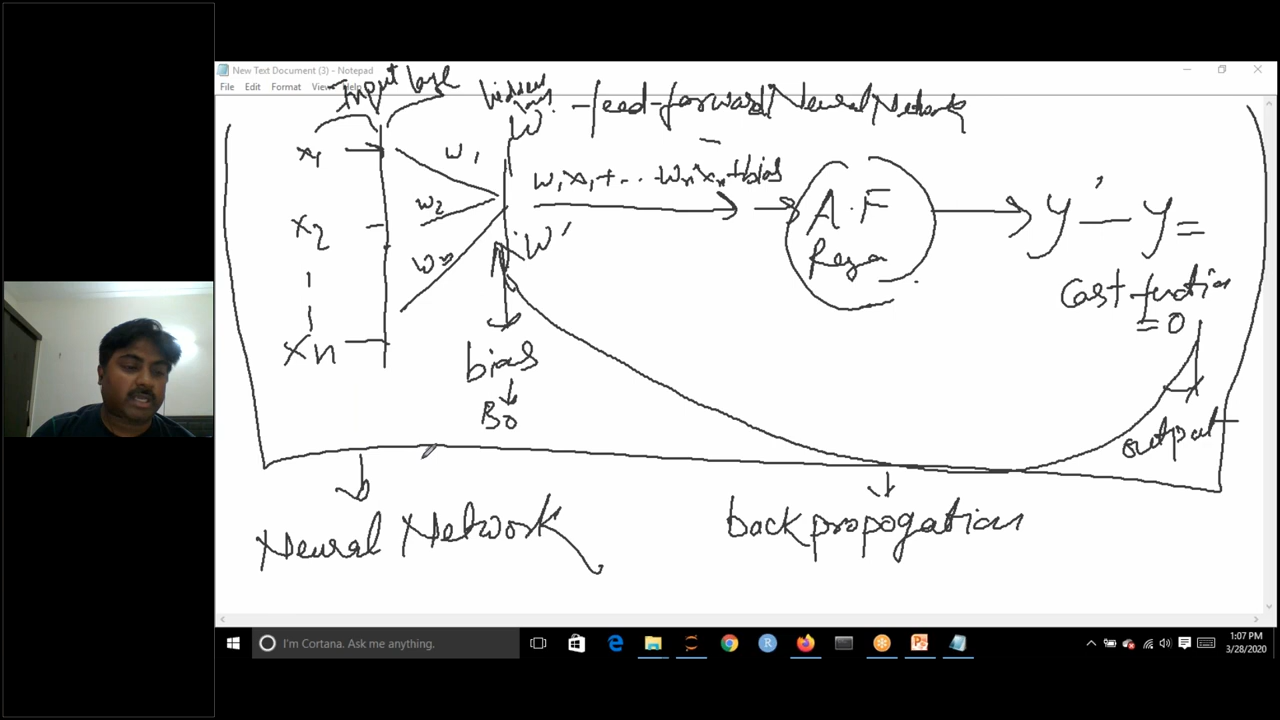 New Text Document (3) - Notepad
File Edit Format View Help
Input layer
hidden layer
-feed-forward Neural Network
W
x1
w1
w1x1+... wnxn+bias
x2
w2
wn
W'
A.F
y' - y =
cost function
= 0
xn
bias
B0
output
Neural Network
back propogation
I'm Cortana. Ask me anything.
1:07 PM
3/28/2020